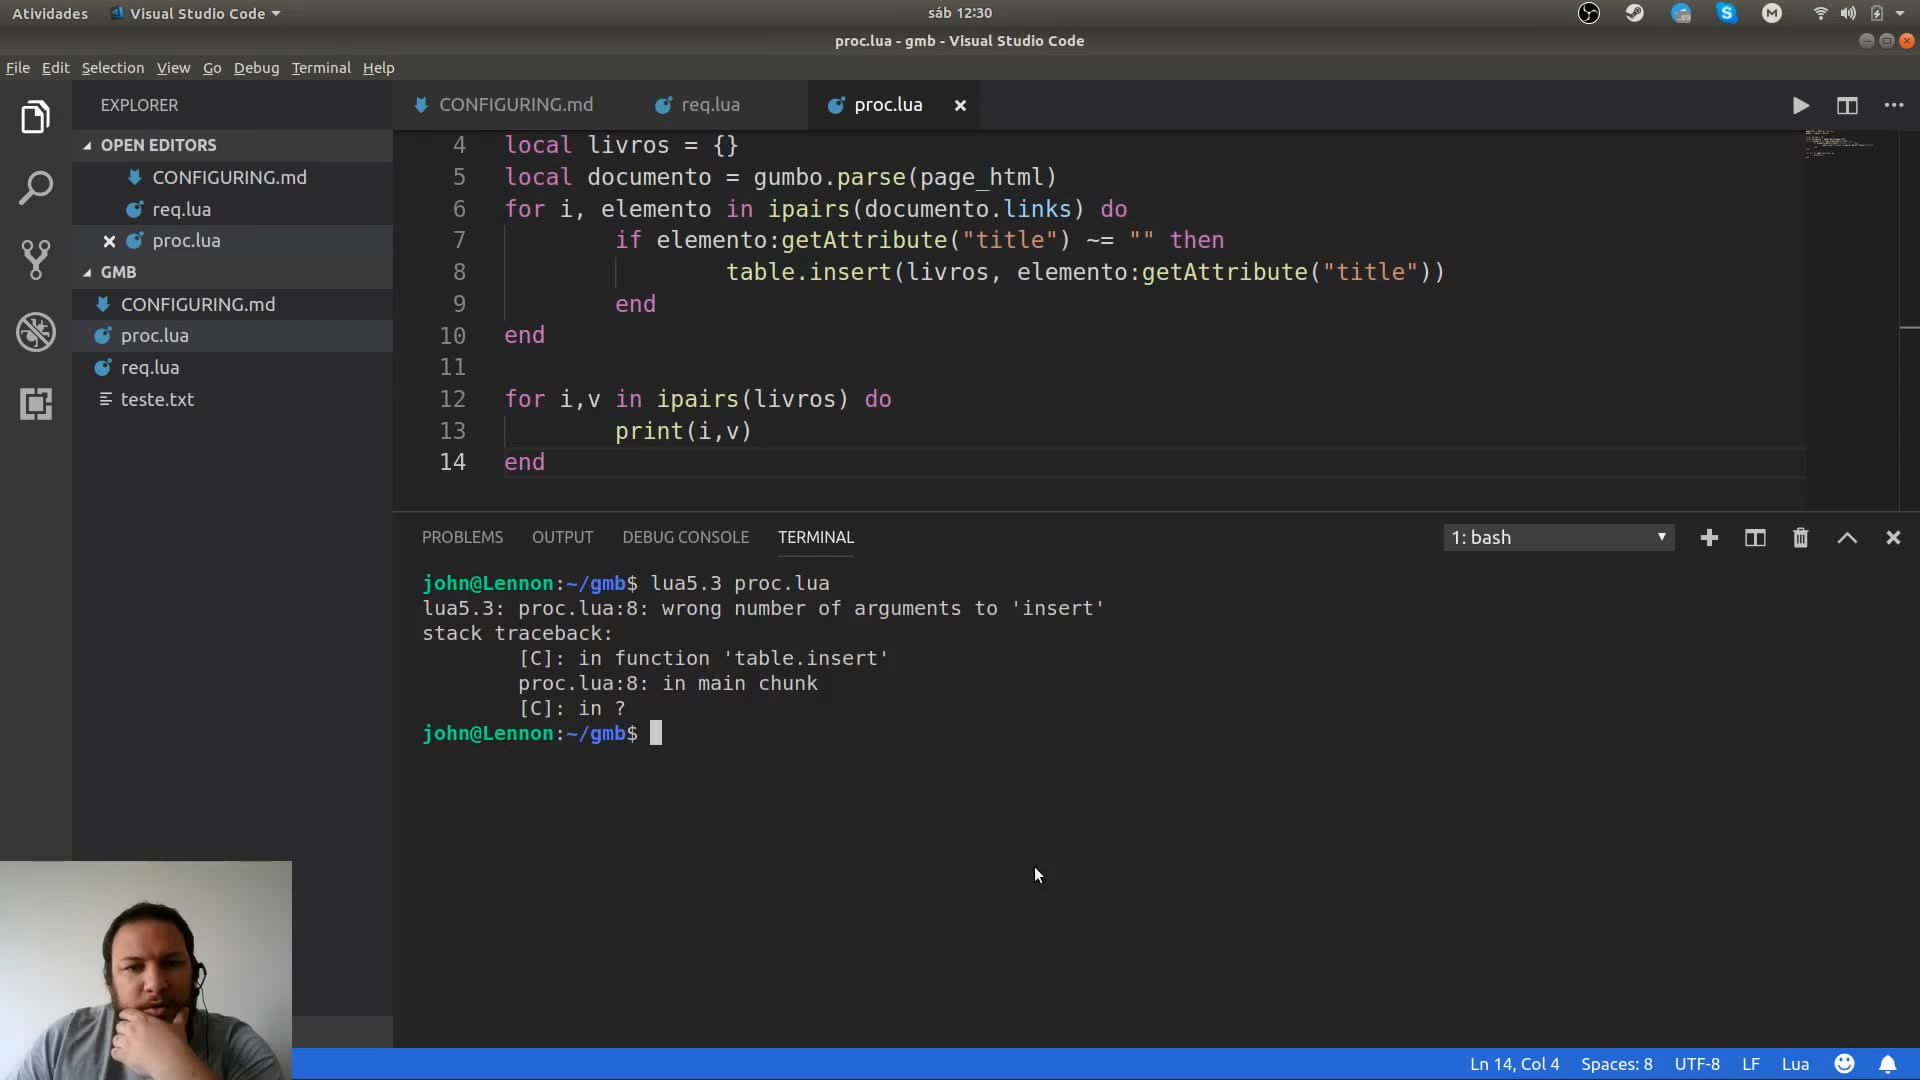 Atividades Visual Studio Code sáb 12:30
proc.lua - gmb - Visual Studio Code
File Edit Selection View Go Debug Terminal Help
EXPLORER
OPEN EDITORS
CONFIGURING.md
req.lua
proc.lua
GMB
CONFIGURING.md
proc.lua
req.lua
teste.txt
CONFIGURING.md req.lua proc.lua
4 local livros = {}
5 local documento = gumbo.parse(page_html)
6 for i, elemento in ipairs(documento.links) do
7 if elemento:getAttribute("title") ~= "" then
8 table.insert(livros, elemento:getAttribute("title"))
9 end
10 end
11
12 for i,v in ipairs(livros) do
13 print(i,v)
14 end
PROBLEMS OUTPUT DEBUG CONSOLE TERMINAL 1: bash
john@Lennon:~/gmb$ lua5.3 proc.lua
lua5.3: proc.lua:8: wrong number of arguments to 'insert'
stack traceback:
[C]: in function 'table.insert'
proc.lua:8: in main chunk
[C]: in ?
john@Lennon:~/gmb$
Ln 14, Col 4 Spaces: 8 UTF-8 LF Lua